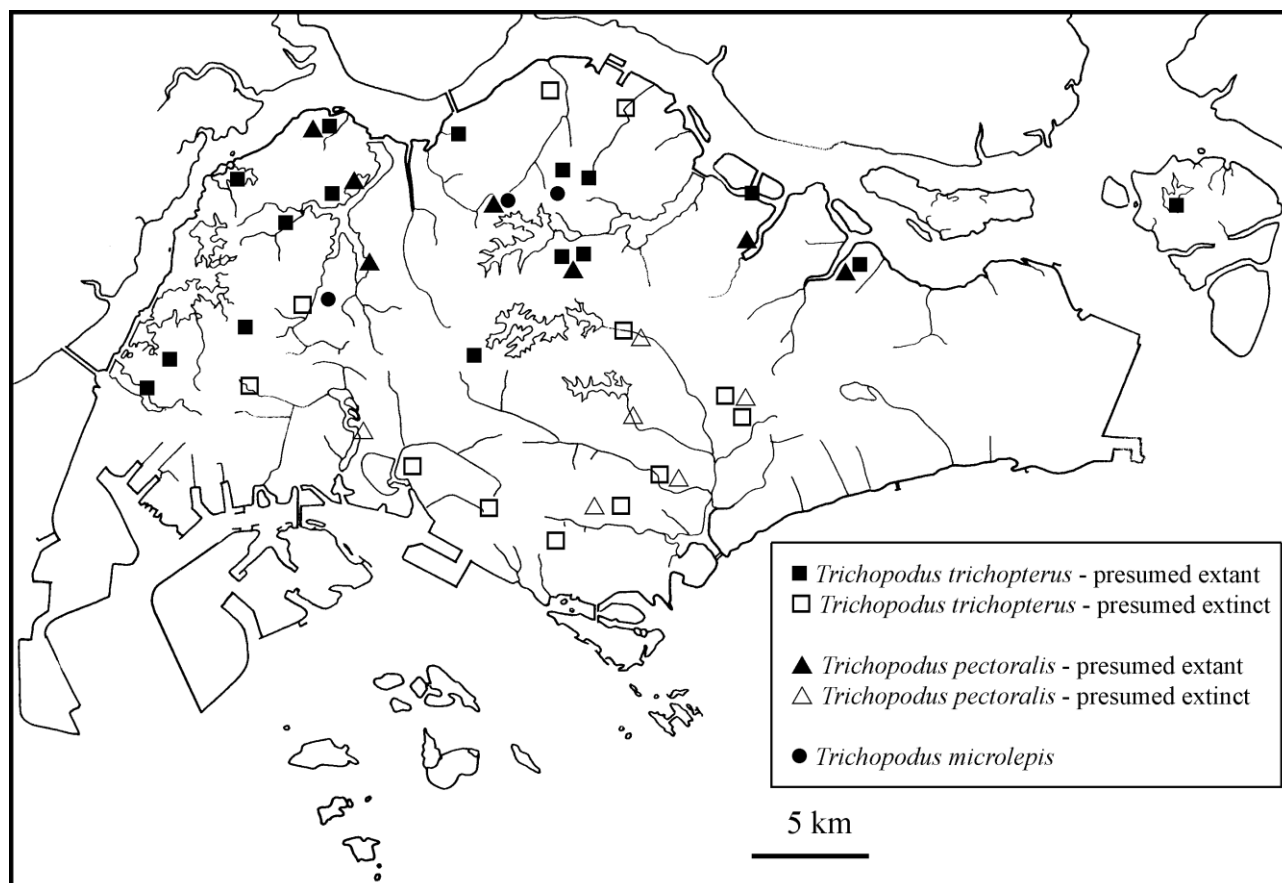 Trichopodus trichopterus - presumed extant
Trichopodus trichopterus - presumed extinct
Trichopodus pectoralis - presumed extant
Trichopodus pectoralis - presumed extinct
Trichopodus microlepis
5 km